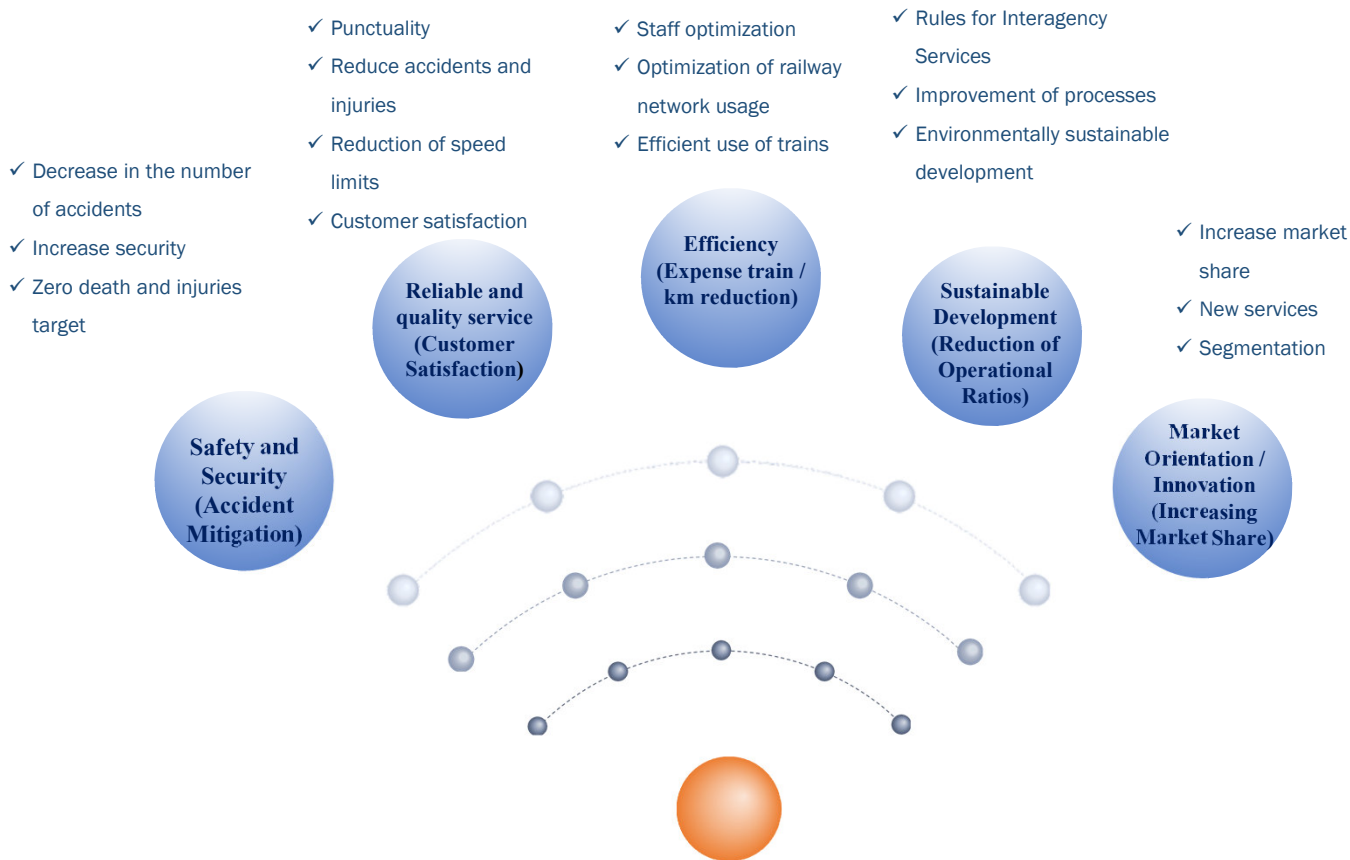 ✓ Decrease in the number
of accidents
✓ Increase security
✓ Zero death and injuries
target
Safety and
Security
(Accident
Mitigation)
✓ Punctuality
✓ Reduce accidents and
injuries
✓ Reduction of speed
limits
✓ Customer satisfaction
Reliable and
quality service
(Customer
Satisfaction)
✓ Staff optimization
✓ Optimization of railway
network usage
✓ Efficient use of trains
Efficiency
(Expense train /
km reduction)
✓ Rules for Interagency
Services
✓ Improvement of processes
✓ Environmentally sustainable
development
Sustainable
Development
(Reduction of
Operational
Ratios)
✓ Increase market
share
✓ New services
✓ Segmentation
Market
Orientation /
Innovation
(Increasing
Market Share)